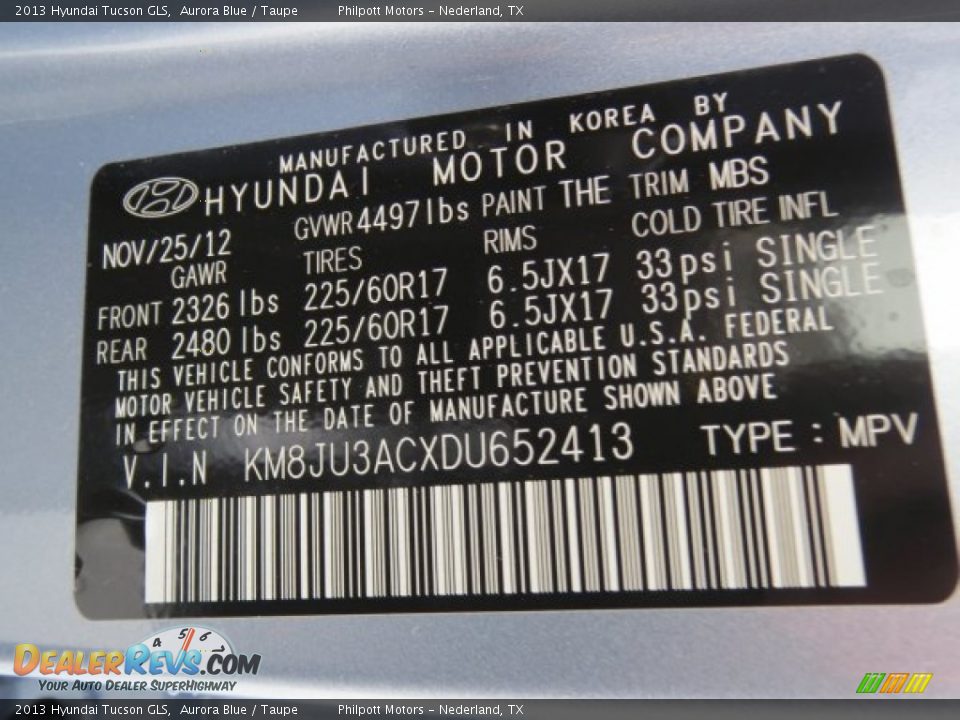 2013 Hyundai Tucson GLS, Aurora Blue / Taupe Philpott Motors - Nederland, TX
MANUFACTURED IN KOREA BY
HYUNDAI MOTOR COMPANY
NOV/25/12 GVWR 4497lbs PAINT THE TRIM MBS
GAWR TIRES RIMS COLD TIRE INFL
FRONT 2326 lbs 225/60R17 6.5JX17 33psi SINGLE
REAR 2480 lbs 225/60R17 6.5JX17 33psi SINGLE
THIS VEHICLE CONFORMS TO ALL APPLICABLE U.S.A. FEDERAL
MOTOR VEHICLE SAFETY AND THEFT PREVENTION STANDARDS
IN EFFECT ON THE DATE OF MANUFACTURE SHOWN ABOVE
V.I.N KM8JU3ACXDU652413 TYPE : MPV
4 5 6
DEALERREVS.COM
YOUR AUTO DEALER SUPERHIGHWAY
2013 Hyundai Tucson GLS, Aurora Blue / Taupe Philpott Motors - Nederland, TX